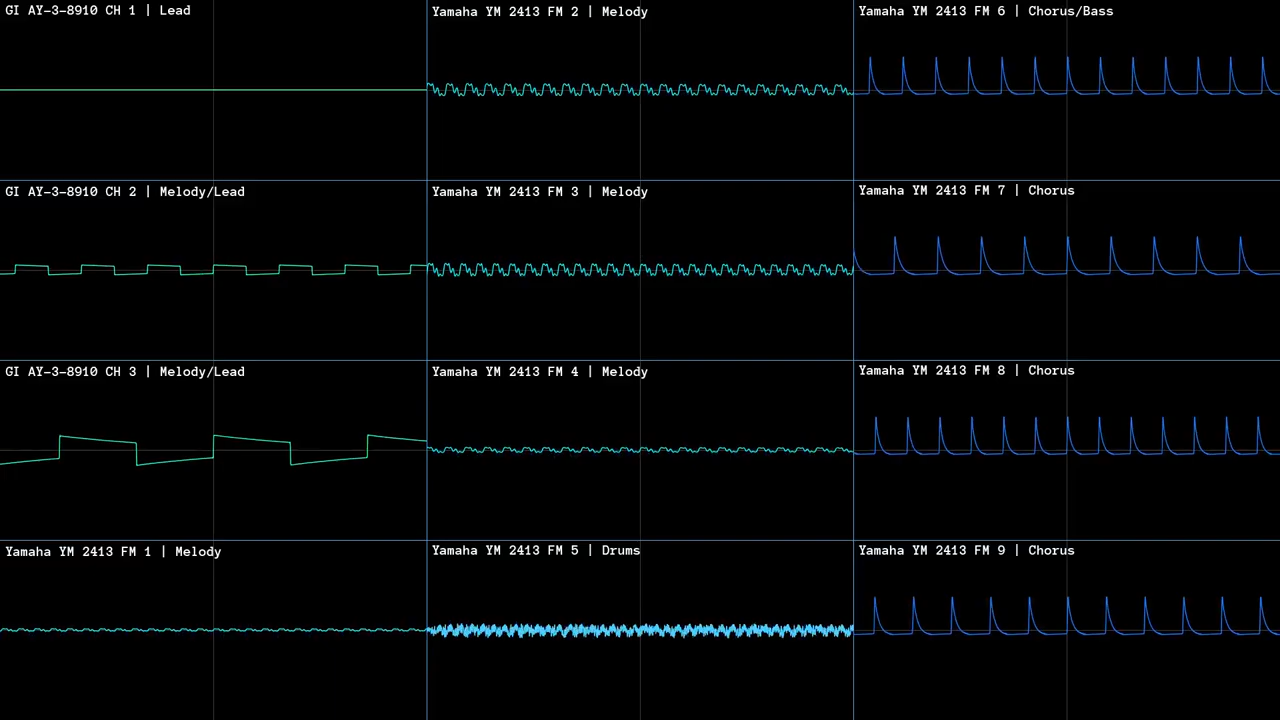 GI AY-3-8910 CH 1 | Lead
GI AY-3-8910 CH 2 | Melody/Lead
GI AY-3-8910 CH 3 | Melody/Lead
Yamaha YM 2413 FM 1 | Melody
Yamaha YM 2413 FM 2 | Melody
Yamaha YM 2413 FM 3 | Melody
Yamaha YM 2413 FM 4 | Melody
Yamaha YM 2413 FM 5 | Drums
Yamaha YM 2413 FM 6 | Chorus/Bass
Yamaha YM 2413 FM 7 | Chorus
Yamaha YM 2413 FM 8 | Chorus
Yamaha YM 2413 FM 9 | Chorus